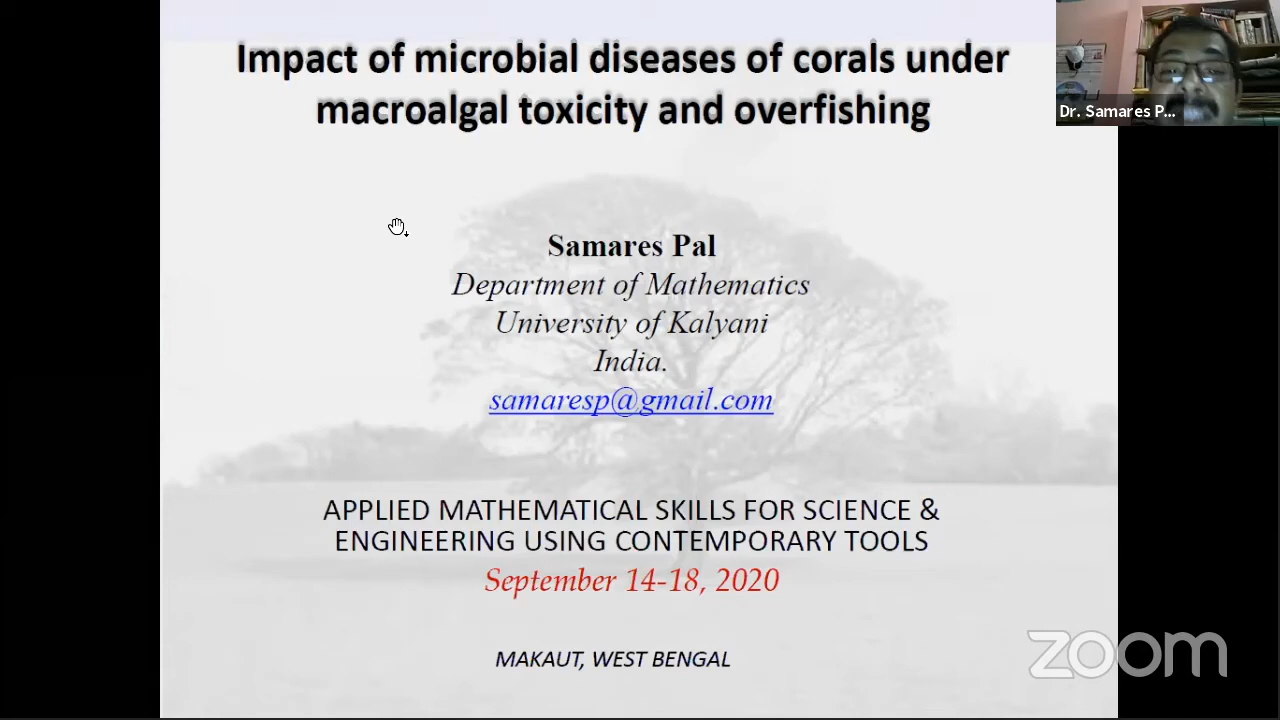 Impact of microbial diseases of corals under
macroalgal toxicity and overfishing
Dr. Samares P...
Samares Pal
Department of Mathematics
University of Kalyani
India.
samaresp@gmail.com
APPLIED MATHEMATICAL SKILLS FOR SCIENCE &
ENGINEERING USING CONTEMPORARY TOOLS
September 14-18, 2020
MAKAUT, WEST BENGAL
zoom